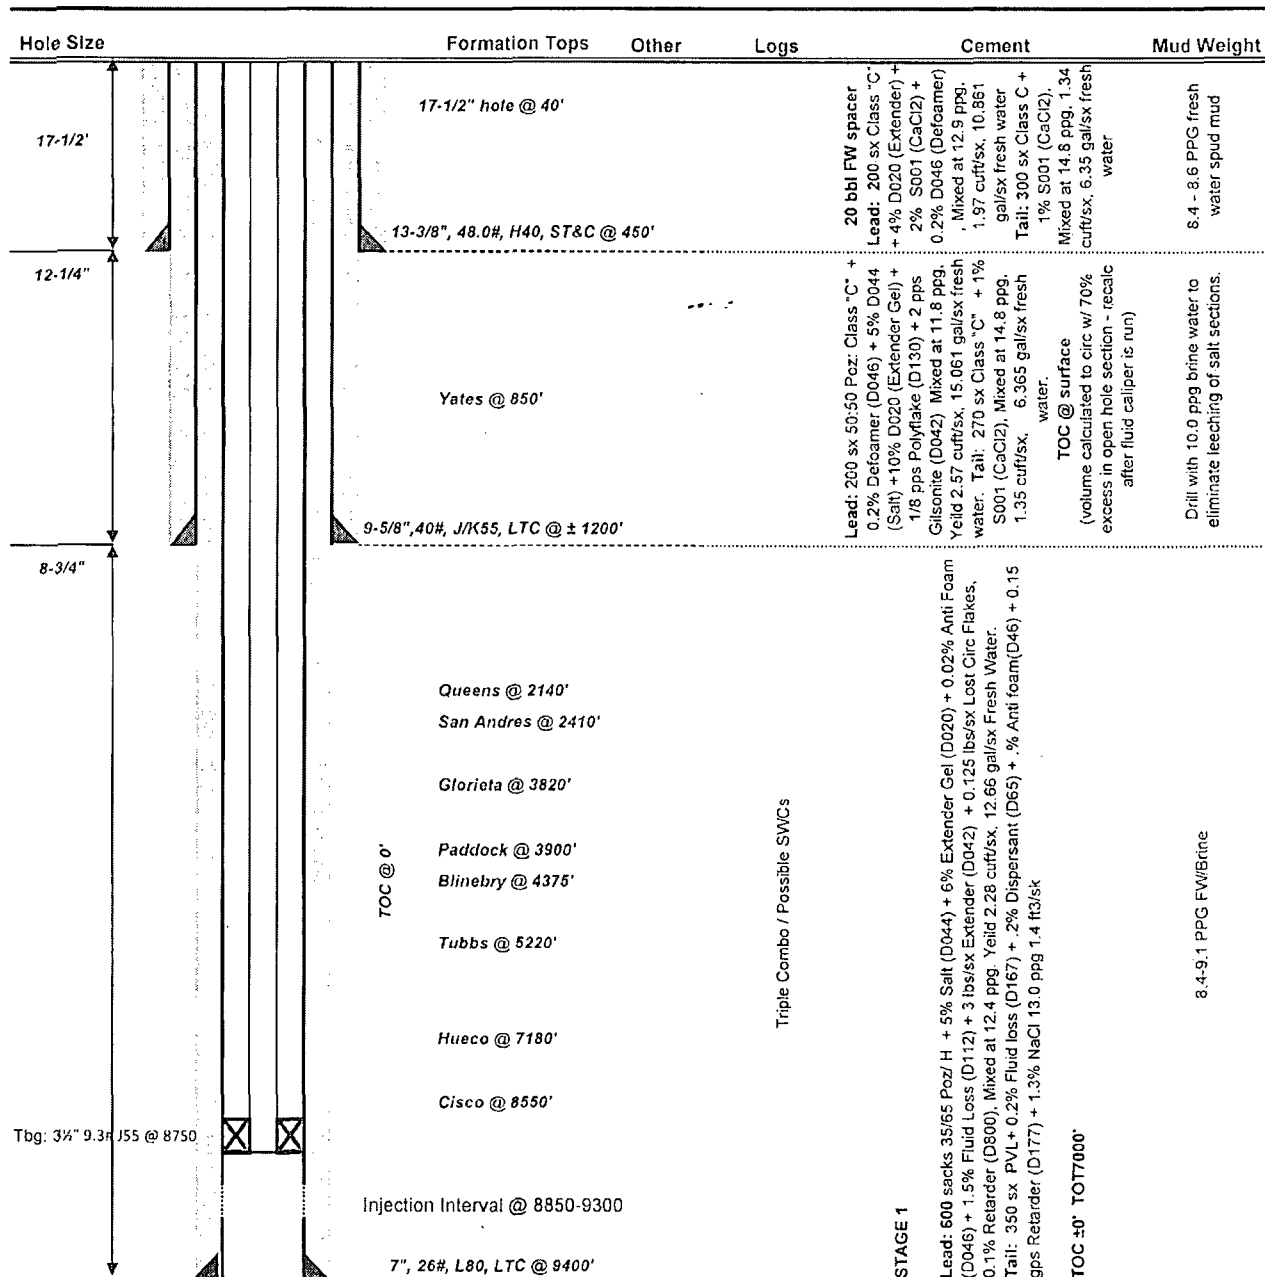 Hole Size Formation Tops Other Logs Cement Mud Weight
17-1/2'
17-1/2" hole @ 40'
13-3/8", 48.0#, H40, ST&C @ 450'
20 bbl FW spacer
Lead: 200 sx Class "C"
+ 4% D020 (Extender) +
2% S001 (CaCl2) +
0.2% D046 (Defoamer)
, Mixed at 12.9 ppg,
1.97 cuft/sx, 10.861
gal/sx fresh water
Tail: 300 sx Class C +
1% S001 (CaCl2),
Mixed at 14.8 ppg, 1.34
cuft/sx, 6.35 gal/sx fresh
water
8.4 - 8.6 PPG fresh
water spud mud
12-1/4"
Yates @ 850'
9-5/8",40#, J/K55, LTC @ ± 1200'
Lead: 200 sx 50:50 Poz: Class "C" +
0.2% Defoamer (D046) + 5% D044
(Salt) +10% D020 (Extender Gel) +
1/8 pps Polyflake (D130) + 2 pps
Gilsonite (D042) Mixed at 11.8 ppg,
Yeild 2.57 cuft/sx, 15.061 gal/sx fresh
water. Tail: 270 sx Class "C" + 1%
S001 (CaCl2), Mixed at 14.8 ppg,
1.35 cuft/sx, 6.365 gal/sx fresh
water.
TOC @ surface
(volume calculated to circ w/ 70%
excess in open hole section - recalc
after fluid caliper is run)
Drill with 10.0 ppg brine water to
eliminate leeching of salt sections.
8-3/4"
Queens @ 2140'
San Andres @ 2410'
Glorieta @ 3820'
Paddock @ 3900'
Blinebry @ 4375'
Tubbs @ 5220'
Hueco @ 7180'
Cisco @ 8550'
TOC @ 0'
Tbg: 3½" 9.3# J55 @ 8750
Injection Interval @ 8850-9300
7", 26#, L80, LTC @ 9400'
Triple Combo / Possible SWCs
STAGE 1
Lead: 600 sacks 35/65 Poz/ H + 5% Salt (D044) + 6% Extender Gel (D020) + 0.02% Anti Foam
(D046) + 1.5% Fluid Loss (D112) + 3 lbs/sx Extender (D042) + 0.125 lbs/sx Lost Circ Flakes,
0.1% Retarder (D800), Mixed at 12.4 ppg. Yeild 2.28 cuft/sx, 12.66 gal/sx Fresh Water.
Tail: 350 sx PVL+ 0.2% Fluid loss (D167) + .2% Dispersant (D65) + .% Anti foam(D46) + 0.15
gps Retarder (D177) + 1.3% NaCl 13.0 ppg 1.4 ft3/sk
TOC ±0' TOT7000'
8.4-9.1 PPG FW/Brine